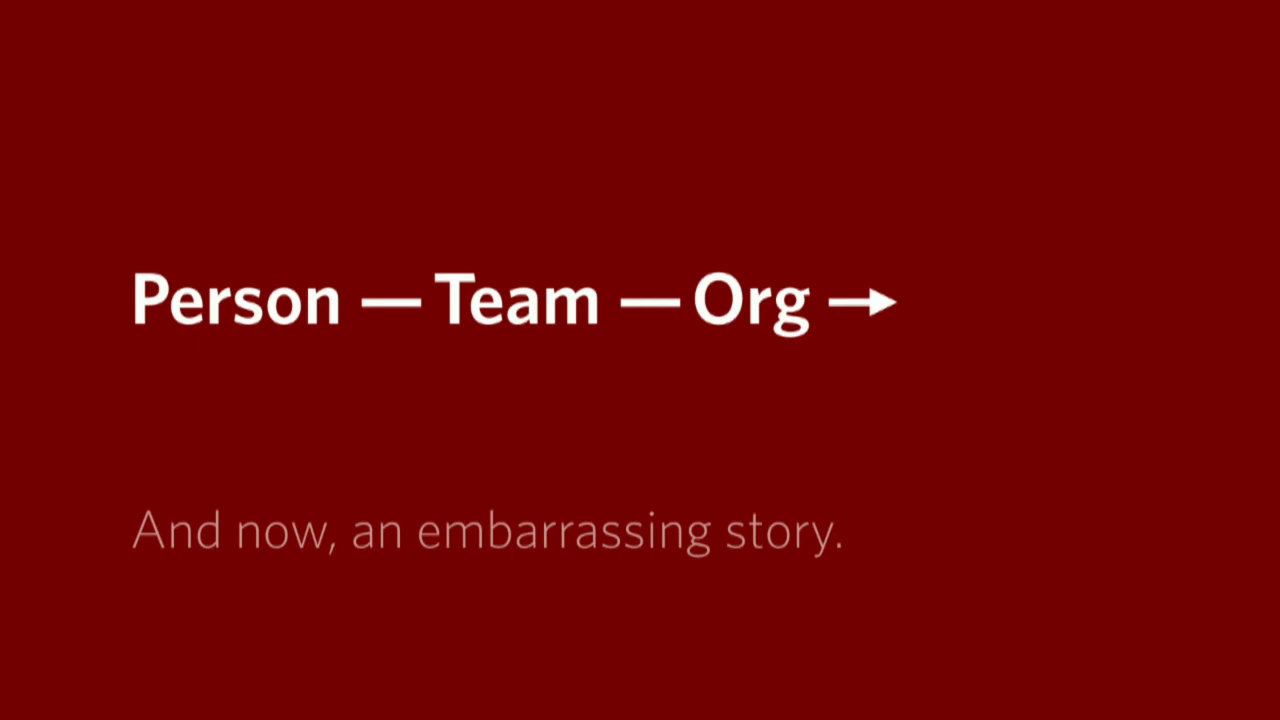 Person — Team — Org →
And now, an embarrassing story.